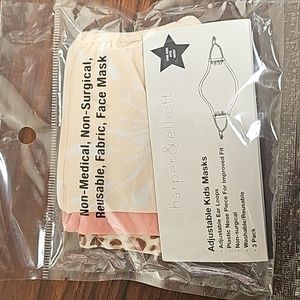 Non-Medical, Non-Surgical,
Reusable, Fabric, Face Mask
harper&elliott
Adjustable Kids Masks
- Adjustable Ear Loops
- Plastic Nose Piece For Improved Fit
- Non-surgical
- Washable/Reusable
- 3 Pack